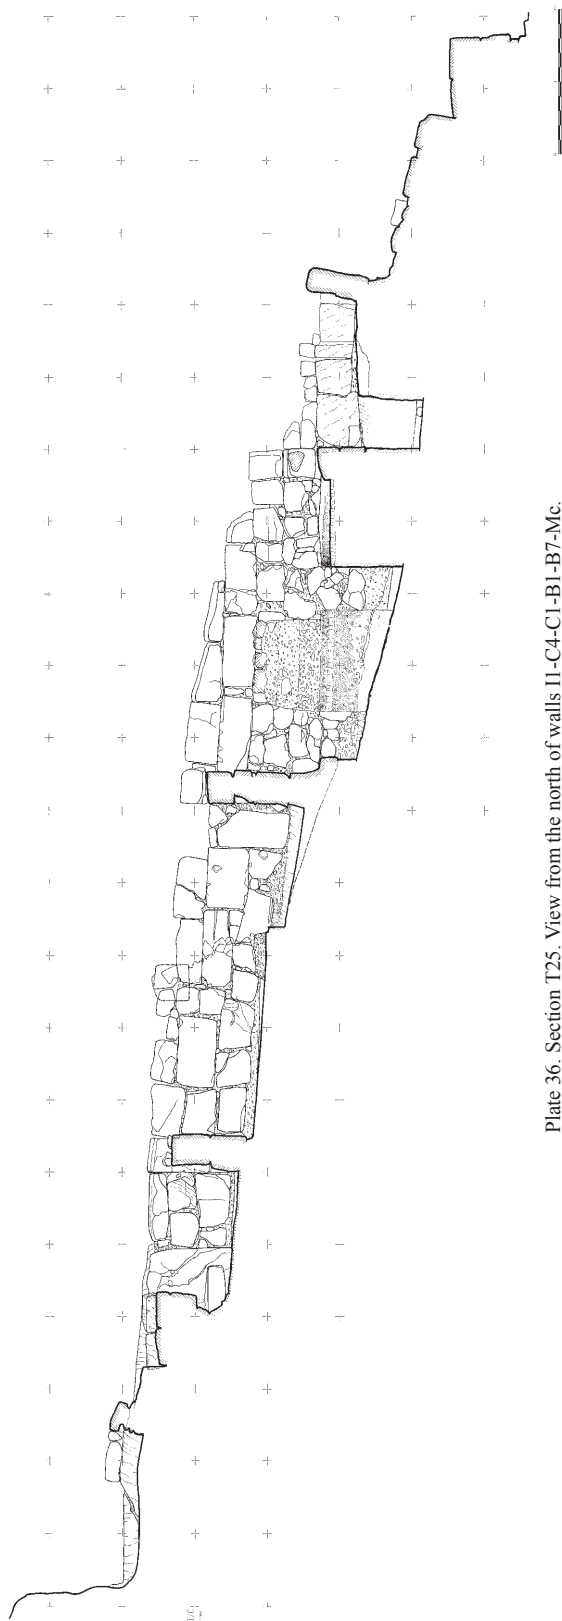 Plate 36. Section T25. View from the north of walls I1-C4-C1-B1-B7-Mc.